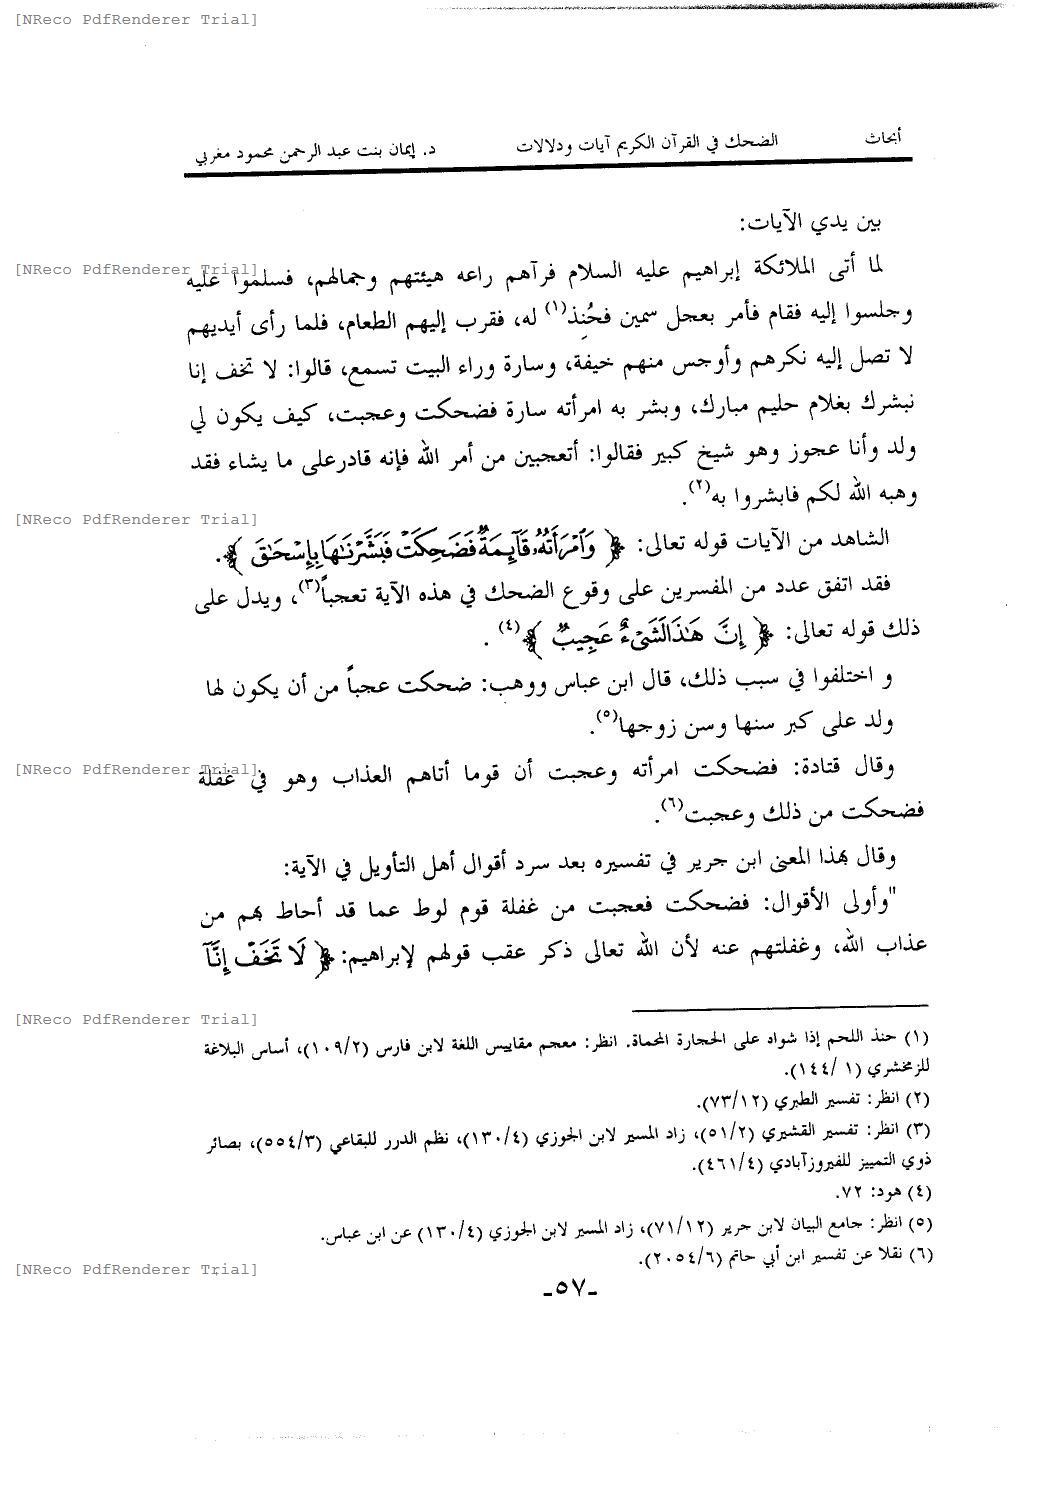 [NReco PdfRenderer Trial]
أبحاث الضحك في القرآن الكريم آيات ودلالات د. إيمان بنت عبد الرحمن محمود مغربي
بين يدي الآيات:
[NReco PdfRenderer Trial]
لما أتى الملائكة إبراهيم عليه السلام فرآهم راعه هيئتهم وجمالهم، فسلموا عليه
وجلسوا إليه فقام فأمر بعجل سمين فحُنِذ(١) له، فقرب إليهم الطعام، فلما رأى أيديهم
لا تصل إليه نكرهم وأوجس منهم خيفة، وسارة وراء البيت تسمع، قالوا: لا تخف إنا
نبشرك بغلام حليم مبارك، وبشر به امرأته سارة فضحكت وعجبت، كيف يكون لي
ولد وأنا عجوز وهو شيخ كبير فقالوا: أتعجبين من أمر الله فإنه قادرعلى ما يشاء فقد
وهبه الله لكم فابشروا به(٢).
[NReco PdfRenderer Trial]
الشاهد من الآيات قوله تعالى: ﴿ وَٱمْرَأَتُهُۥ قَآئِمَةٌ فَضَحِكَتْ فَبَشَّرْنَـٰهَا بِإِسْحَـٰقَ ﴾.
فقد اتفق عدد من المفسرين على وقوع الضحك في هذه الآية تعجباً(٣)، ويدل على
ذلك قوله تعالى: ﴿ إِنَّ هَـٰذَا لَشَىْءٌ عَجِيبٌ ﴾(٤).
و اختلفوا في سبب ذلك، قال ابن عباس ووهب: ضحكت عجباً من أن يكون لها
ولد على كبر سنها وسن زوجها(٥).
[NReco PdfRenderer Trial]
وقال قتادة: فضحكت امرأته وعجبت أن قوما أتاهم العذاب وهو في غفلة
فضحكت من ذلك وعجبت(٦).
وقال بهذا المعنى ابن جرير في تفسيره بعد سرد أقوال أهل التأويل في الآية:
"وأولى الأقوال: فضحكت فعجبت من غفلة قوم لوط عما قد أحاط بهم من
عذاب الله، وغفلتهم عنه لأن الله تعالى ذكر عقب قولهم لإبراهيم: ﴿ لَا تَخَفْ إِنَّآ
[NReco PdfRenderer Trial]
(١) حنذ اللحم إذا شواه على الحجارة المحماة. انظر: معجم مقاييس اللغة لابن فارس (١٠٩/٢)، أساس البلاغة
للزمخشري (١ /١٤٤).
(٢) انظر: تفسير الطبري (٧٣/١٢).
(٣) انظر: تفسير القشيري (٥١/٢)، زاد المسير لابن الجوزي (١٣٠/٤)، نظم الدرر للبقاعي (٥٥٤/٣)، بصائر
ذوي التمييز للفيروزآبادي (٤٦١/٤).
(٤) هود: ٧٢.
(٥) انظر: جامع البيان لابن جرير (٧١/١٢)، زاد المسير لابن الجوزي (١٣٠/٤) عن ابن عباس.
(٦) نقلا عن تفسير ابن أبي حاتم (٢٠٥٤/٦).
[NReco PdfRenderer Trial]
-٥٧-